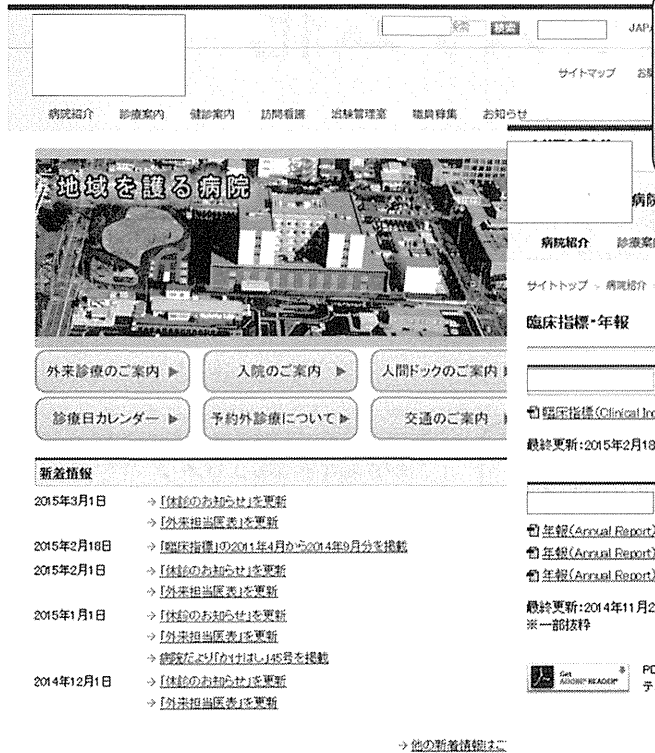 検索
JAPA
サイトマップ
病院紹介 診療案内 健診案内 訪問看護 治験管理室 職員募集 お知らせ
地域を護る病院
外来診療のご案内
入院のご案内
人間ドックのご案内
診療日カレンダー
予約外診療について
交通のご案内
新着情報
2015年3月1日 →「休診のお知らせ」を更新
→「外来担当医表」を更新
2015年2月18日 →「臨床指標」の2011年4月から2014年9月分を掲載
2015年2月1日 →「休診のお知らせ」を更新
→「外来担当医表」を更新
2015年1月1日 →「休診のお知らせ」を更新
→「外来担当医表」を更新
→病院だより「かけはし」45号を掲載
2014年12月1日 →「休診のお知らせ」を更新
→「外来担当医表」を更新
→他の新着情報はこ
病院
病院紹介 診療案
サイトトップ > 病院紹介
臨床指標・年報
臨床指標(Clinical Ind
最終更新:2015年2月18
年報(Annual Report)
年報(Annual Report)
年報(Annual Report)
最終更新:2014年11月2
※一部抜粋
Get ADOBE READER
PD
テ